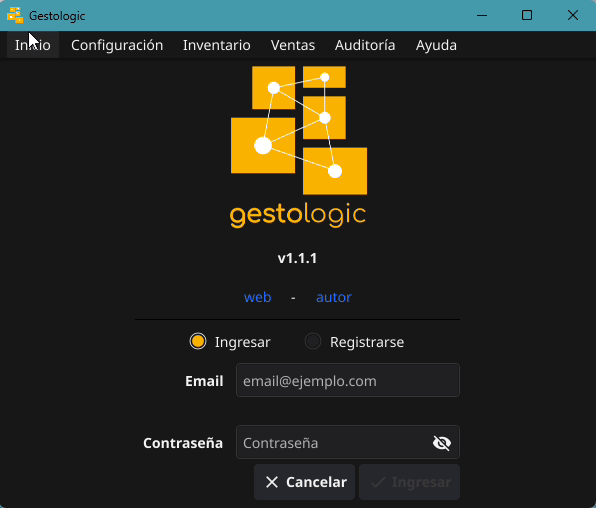 Gestologic
Inicio Configuración Inventario Ventas Auditoría Ayuda
gestologic
v1.1.1
web - autor
Ingresar Registrarse
Email email@ejemplo.com
Contraseña Contraseña
Cancelar Ingresar